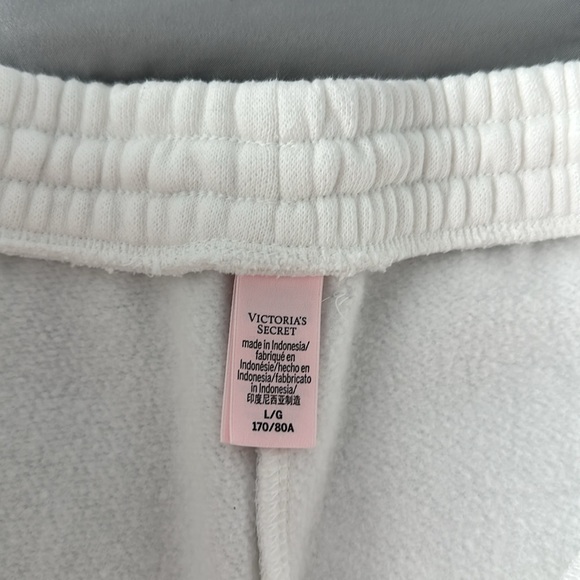 VICTORIA'S
SECRET
made in Indonesia/
fabriqué en
Indonésie/hecho en
Indonesia/fabbricato
in Indonesia/
印度尼西亚制造
L/G
170/80A